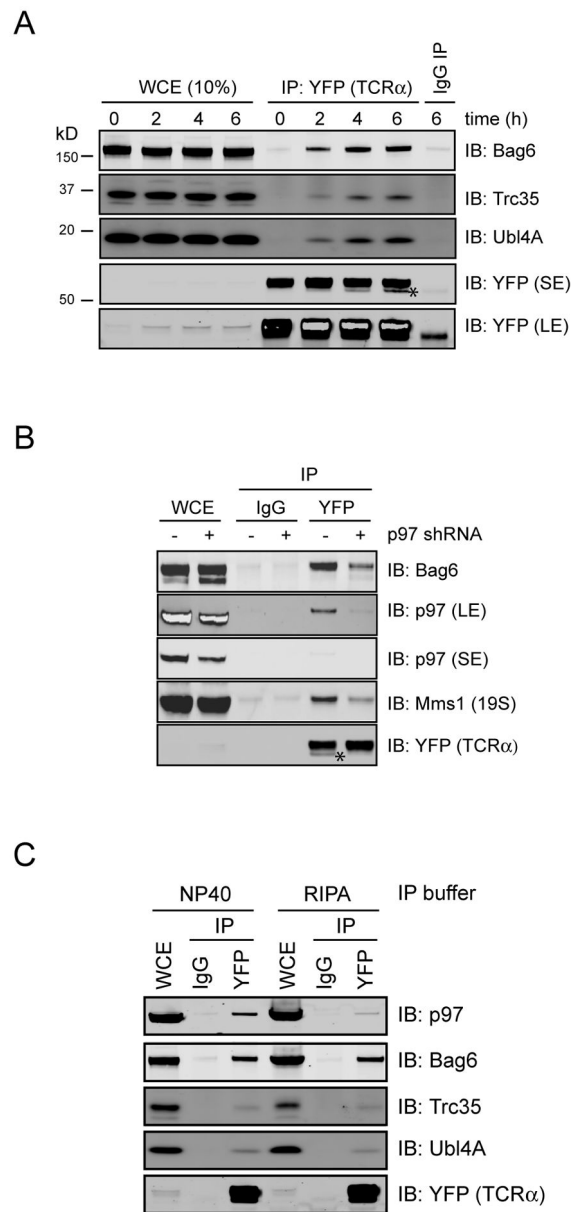 A
WCE (10%) IP: YFP (TCRα) IgG IP
0 2 4 6 0 2 4 6 6 time (h)
kD
150 IB: Bag6
37 IB: Trc35
20 IB: Ubl4A
IB: YFP (SE)
*
50
IB: YFP (LE)
B
IP
WCE IgG YFP
- + - + - + p97 shRNA
IB: Bag6
IB: p97 (LE)
IB: p97 (SE)
IB: Mms1 (19S)
IB: YFP (TCRα)
*
C
NP40 RIPA IP buffer
IP IP
WCE IgG YFP WCE IgG YFP
IB: p97
IB: Bag6
IB: Trc35
IB: Ubl4A
IB: YFP (TCRα)